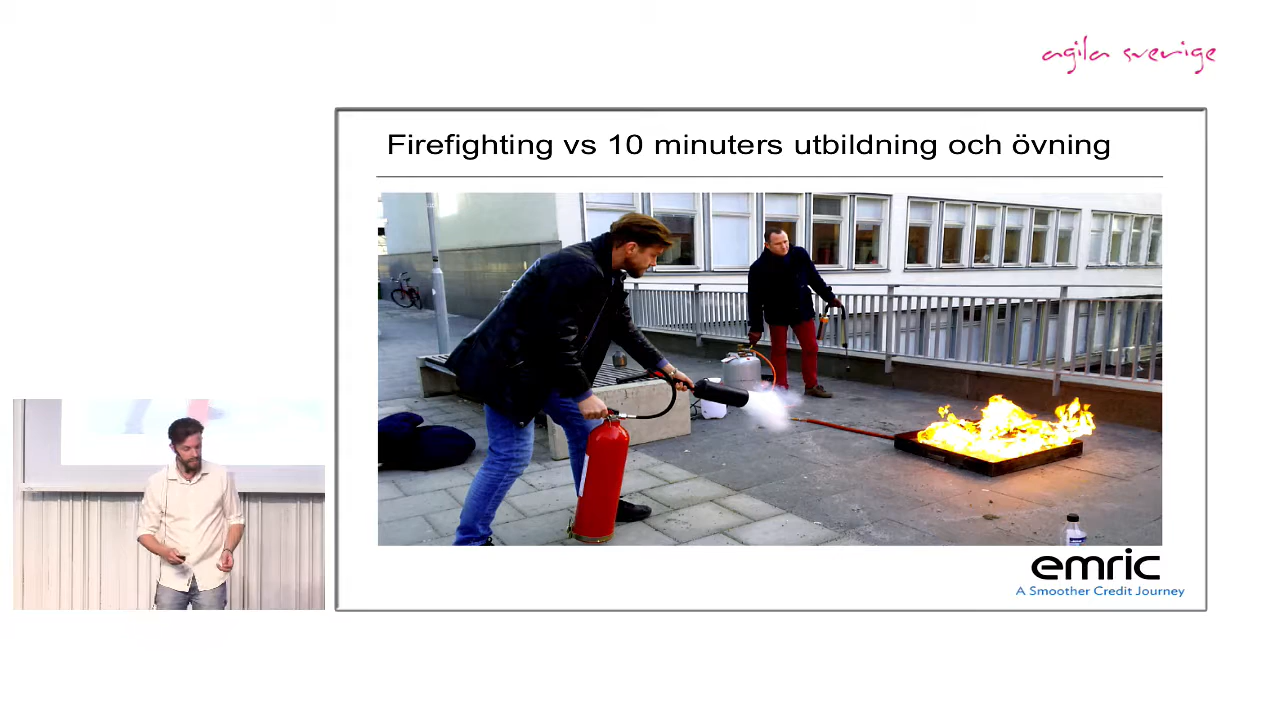 agila sverige
Firefighting vs 10 minuters utbildning och övning
emric
A Smoother Credit Journey